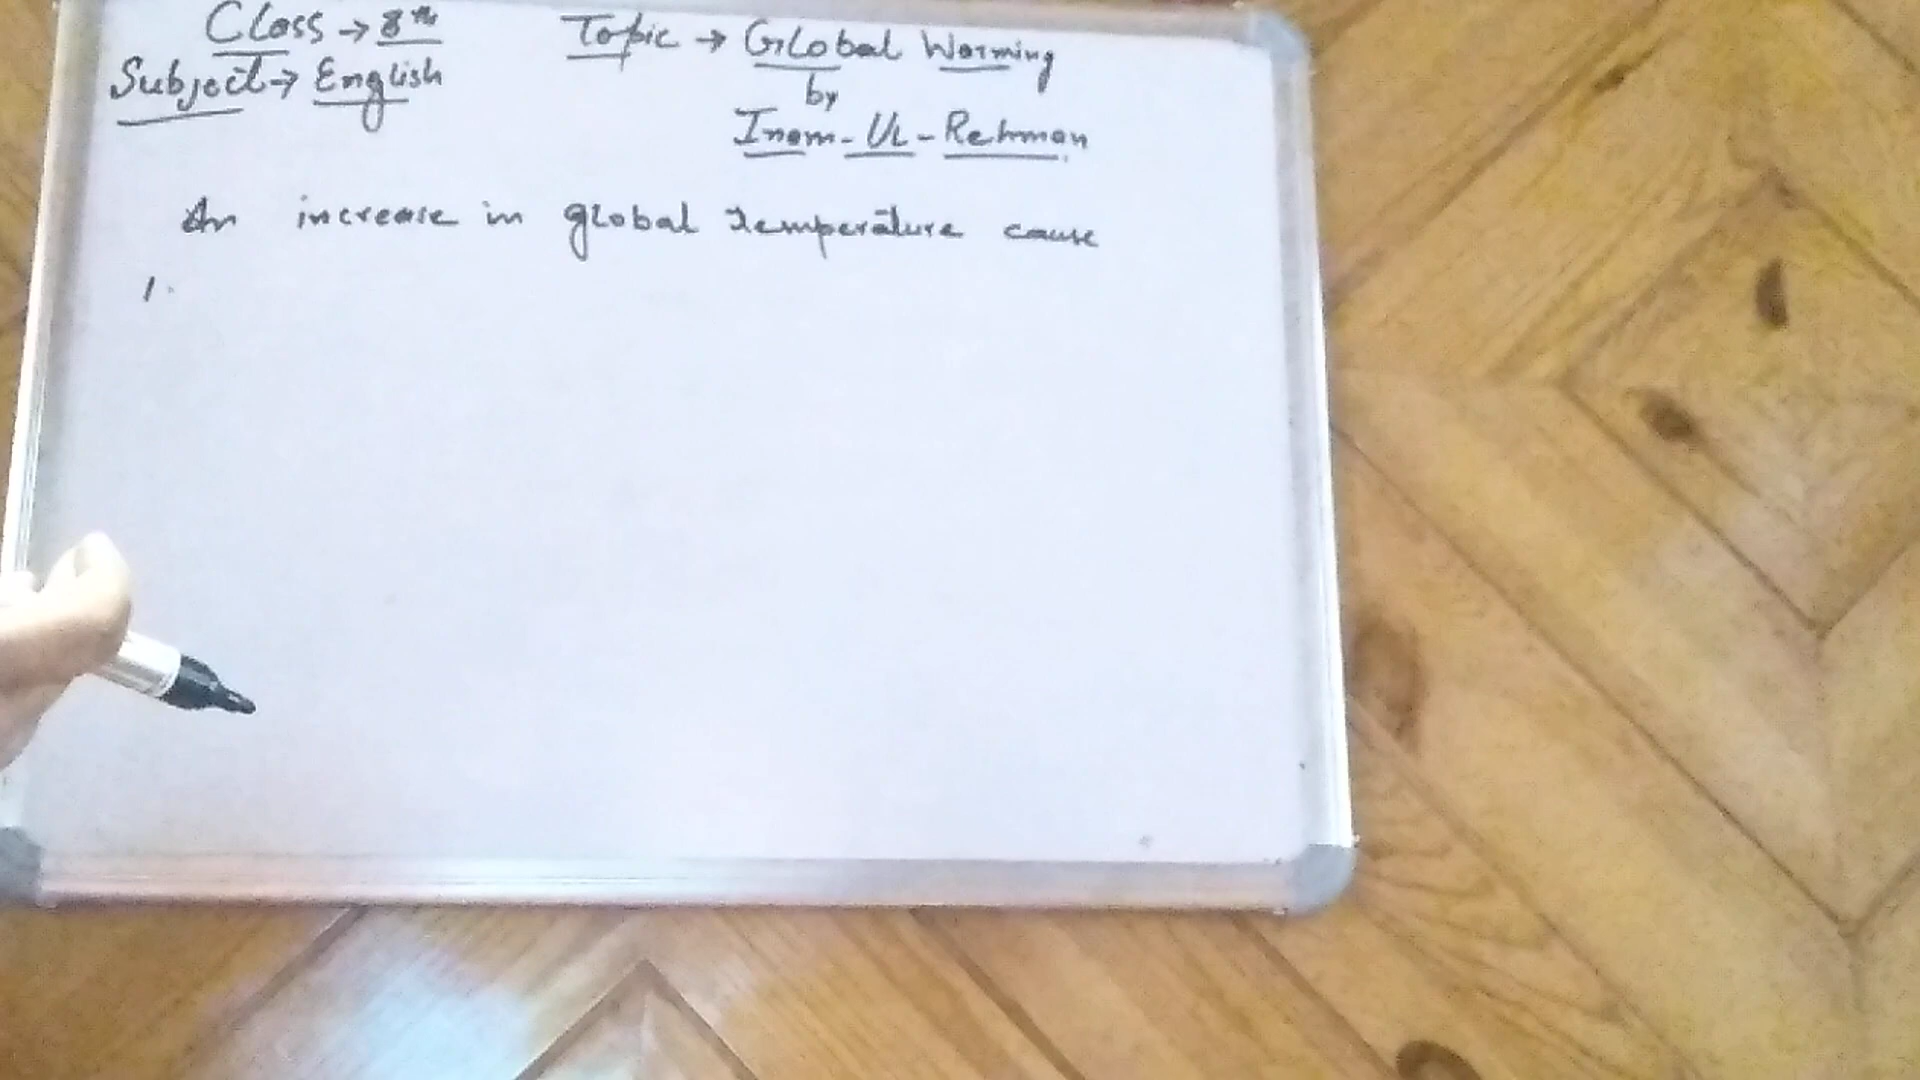 Class → 8th
Subject → English
Topic → Global Warming
by
Inam-Ul-Rehman
An increase in global temperature cause
1.